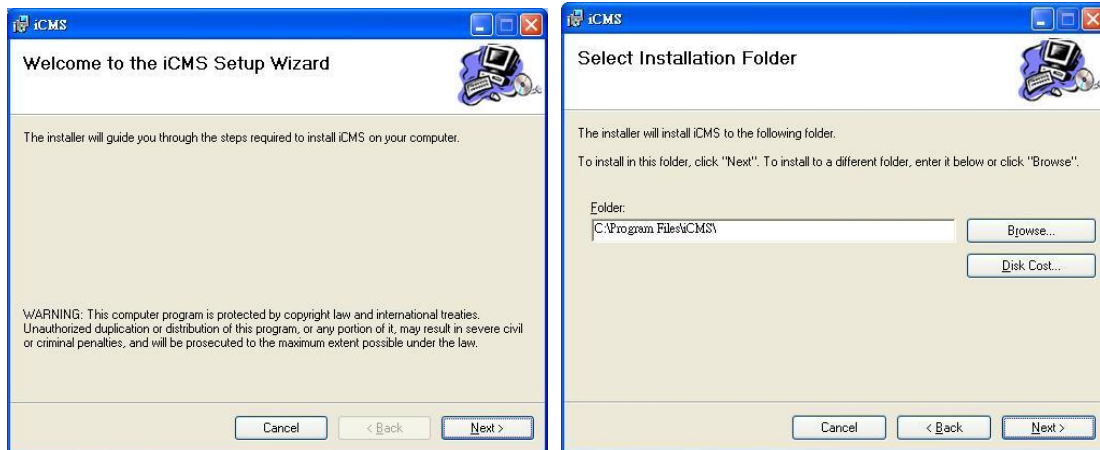 iCMS
Welcome to the iCMS Setup Wizard
The installer will guide you through the steps required to install iCMS on your computer.
WARNING: This computer program is protected by copyright law and international treaties.
Unauthorized duplication or distribution of this program, or any portion of it, may result in severe civil
or criminal penalties, and will be prosecuted to the maximum extent possible under the law.
Cancel
< Back
Next >
iCMS
Select Installation Folder
The installer will install iCMS to the following folder.
To install in this folder, click "Next". To install to a different folder, enter it below or click "Browse".
Folder:
C:\Program Files\iCMS\
Browse...
Disk Cost...
Cancel
< Back
Next >